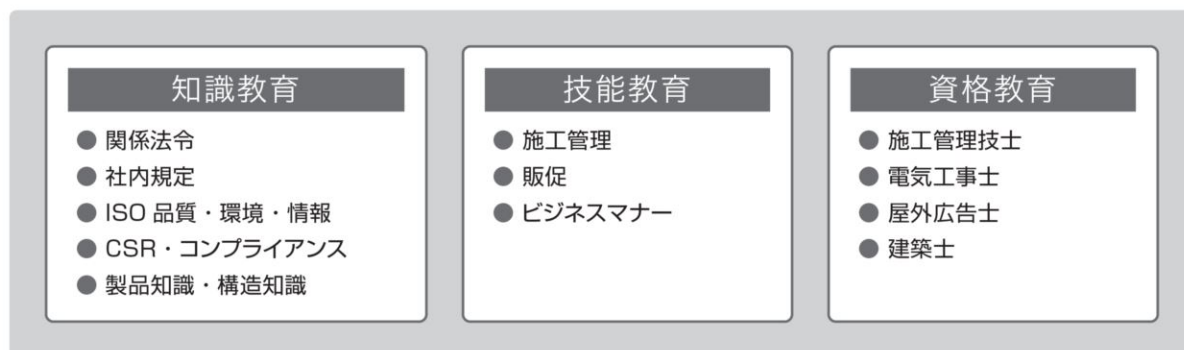 知識教育
● 関係法令
● 社内規定
● ISO 品質・環境・情報
● CSR・コンプライアンス
● 製品知識・構造知識
技能教育
● 施工管理
● 販促
● ビジネスマナー
資格教育
● 施工管理技士
● 電気工事士
● 屋外広告士
● 建築士